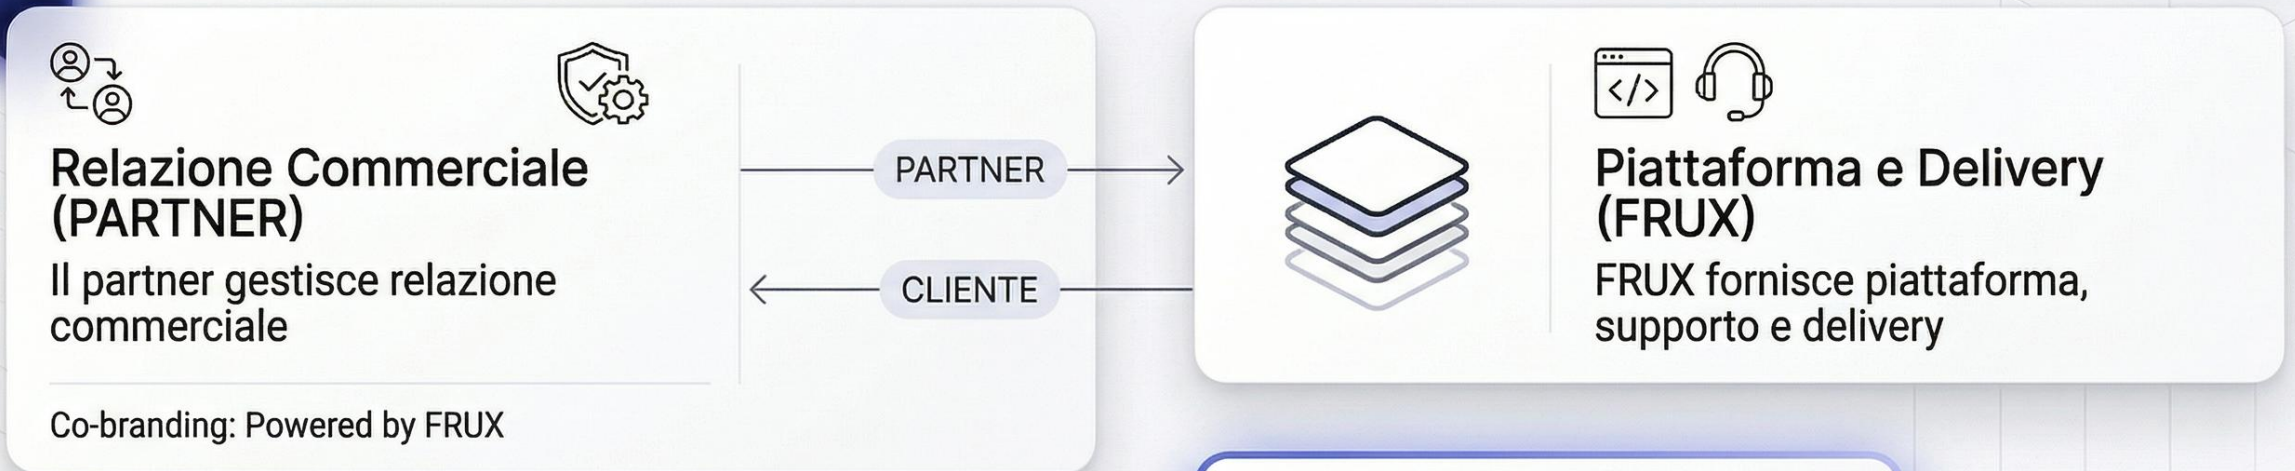 Relazione Commerciale
(PARTNER)
Il partner gestisce relazione
commerciale
Co-branding: Powered by FRUX
PARTNER
CLIENTE
</>
Piattaforma e Delivery
(FRUX)
FRUX fornisce piattaforma,
supporto e delivery